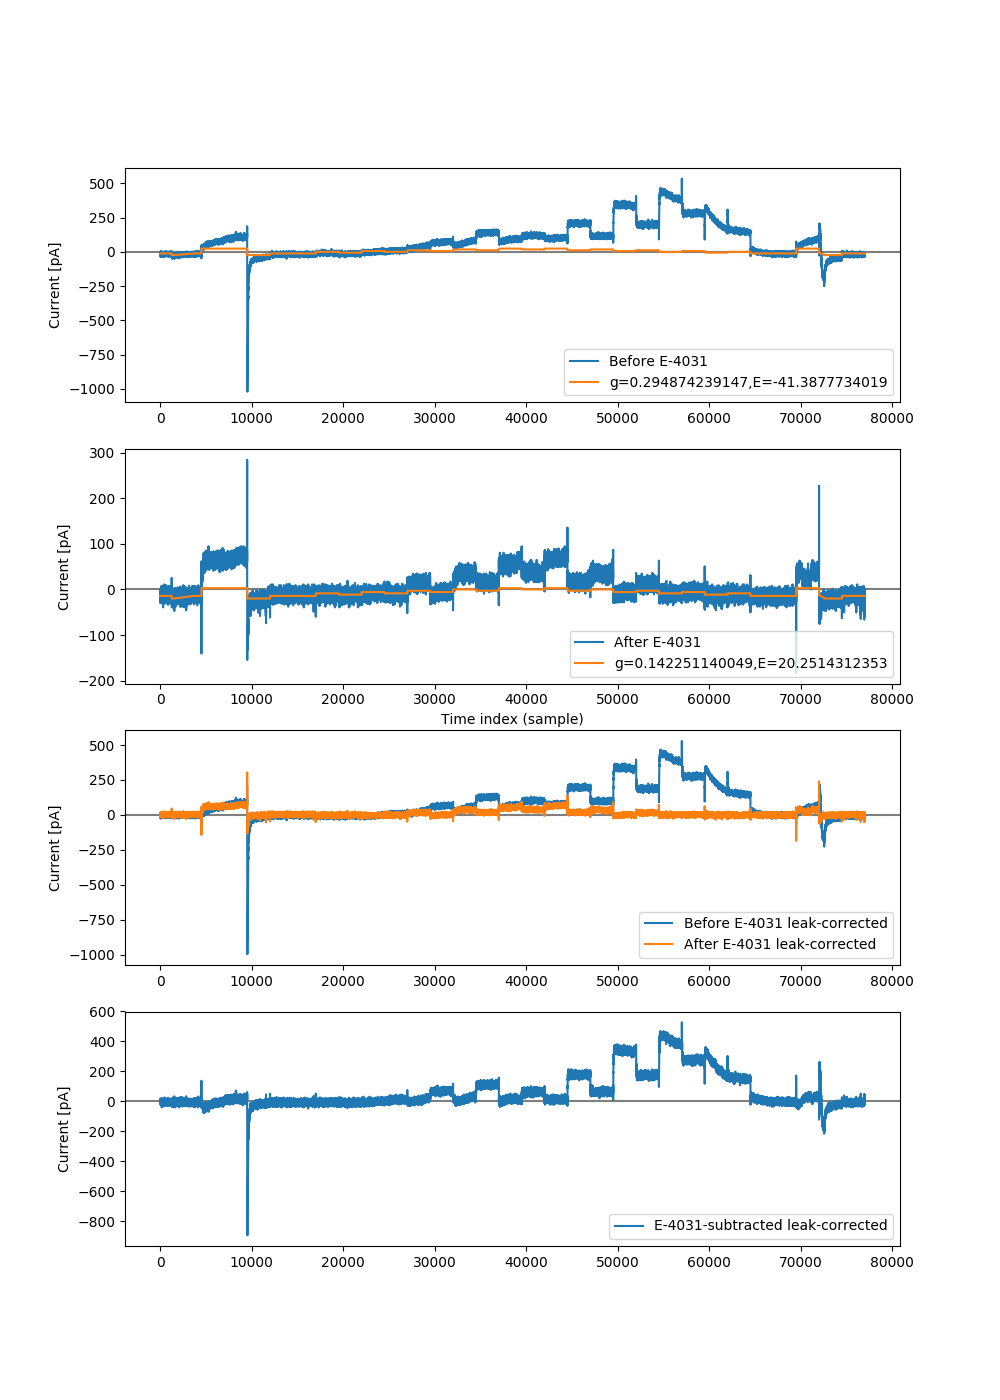 500
250
0
−250
−500
−750
−1000
Current [pA]
Before E-4031
g=0.294874239147,E=-41.3877734019
0 10000 20000 30000 40000 50000 60000 70000 80000
300
200
100
0
−100
−200
Current [pA]
After E-4031
g=0.142251140049,E=20.2514312353
0 10000 20000 30000 40000 50000 60000 70000 80000
Time index (sample)
500
250
0
−250
−500
−750
−1000
Current [pA]
Before E-4031 leak-corrected
After E-4031 leak-corrected
0 10000 20000 30000 40000 50000 60000 70000 80000
600
400
200
0
−200
−400
−600
−800
Current [pA]
E-4031-subtracted leak-corrected
0 10000 20000 30000 40000 50000 60000 70000 80000